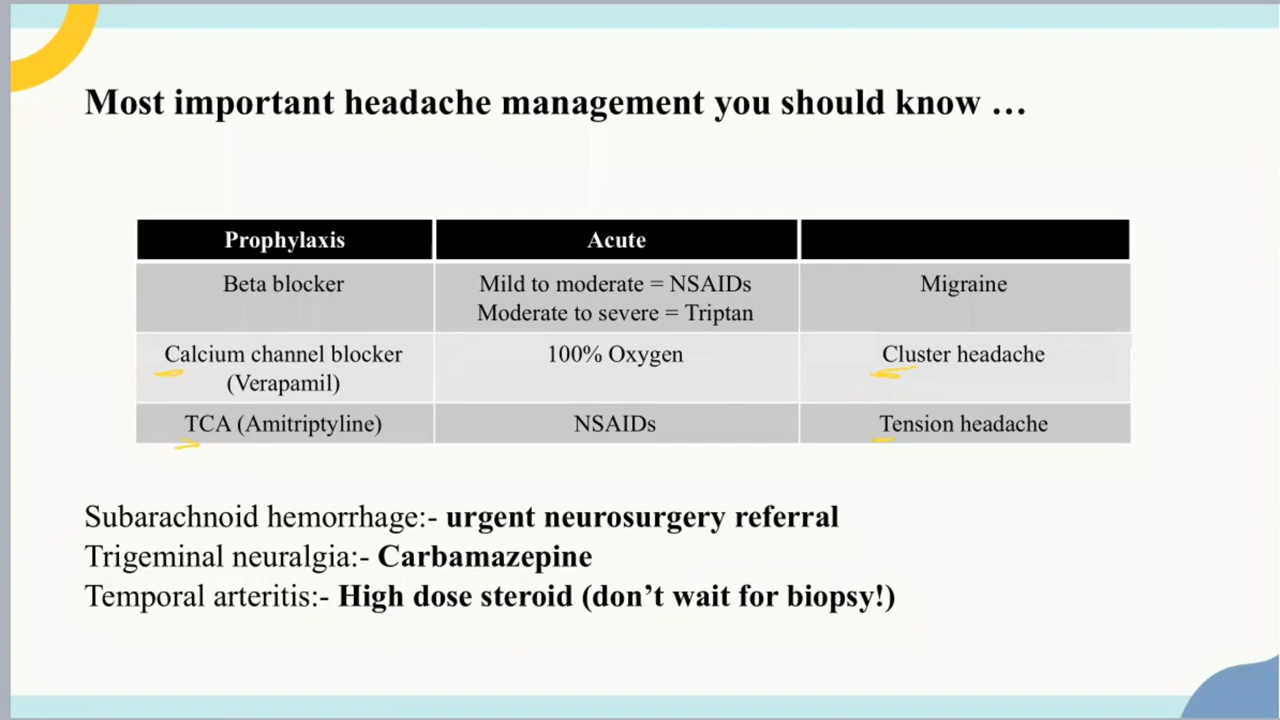 Most important headache management you should know …
Prophylaxis Acute
Beta blocker Mild to moderate = NSAIDs Migraine
Moderate to severe = Triptan
Calcium channel blocker 100% Oxygen Cluster headache
(Verapamil)
TCA (Amitriptyline) NSAIDs Tension headache
Subarachnoid hemorrhage:- urgent neurosurgery referral
Trigeminal neuralgia:- Carbamazepine
Temporal arteritis:- High dose steroid (don’t wait for biopsy!)